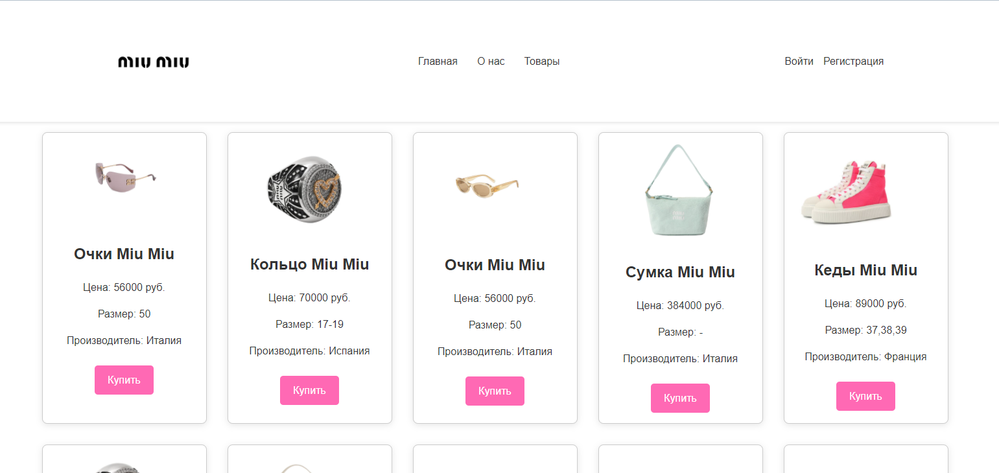 miu miu
Главная О нас Товары
Войти Регистрация
Очки Miu Miu
Цена: 56000 руб.
Размер: 50
Производитель: Италия
Купить
Кольцо Miu Miu
Цена: 70000 руб.
Размер: 17-19
Производитель: Испания
Купить
Очки Miu Miu
Цена: 56000 руб.
Размер: 50
Производитель: Италия
Купить
miu
miu
Сумка Miu Miu
Цена: 384000 руб.
Размер: -
Производитель: Италия
Купить
Кеды Miu Miu
Цена: 89000 руб.
Размер: 37,38,39
Производитель: Франция
Купить